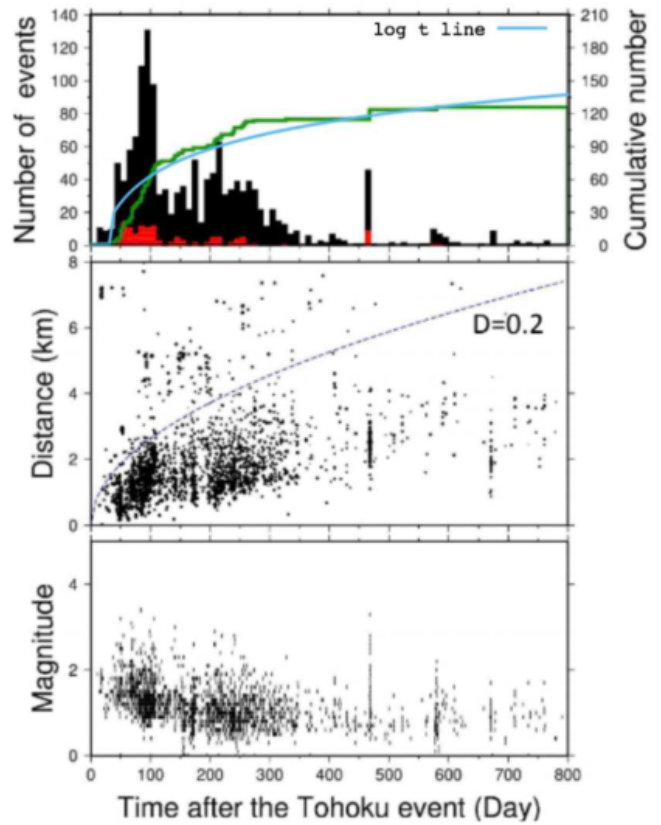 140 210
120 log t line 180
100 150
80 120
60 90
40 60
20 30
0 0
Number of events
Cumulative number
8
6
4
2
0
Distance (km)
D=0.2
4
2
0
Magnitude
0 100 200 300 400 500 600 700 800
Time after the Tohoku event (Day)